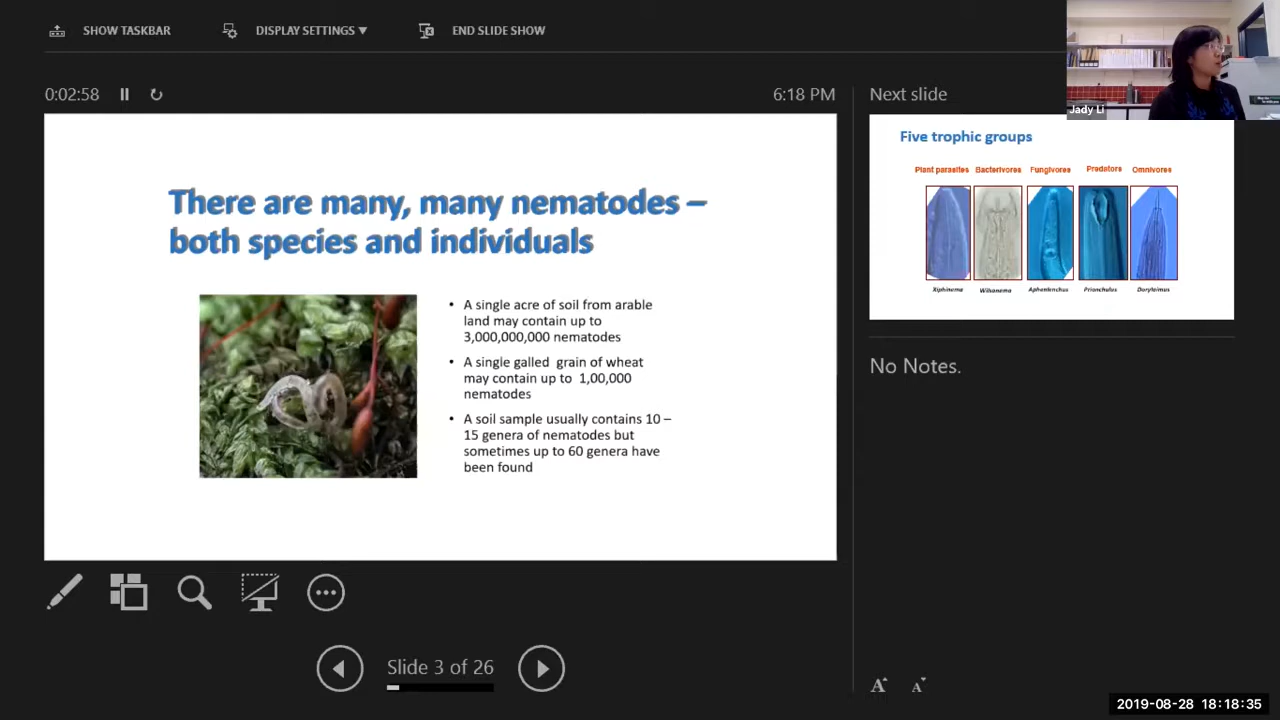 SHOW TASKBAR
DISPLAY SETTINGS ▼
END SLIDE SHOW
0:02:58
6:18 PM
Next slide
Jady Li
There are many, many nematodes –
both species and individuals
• A single acre of soil from arable
land may contain up to
3,000,000,000 nematodes
• A single galled grain of wheat
may contain up to 1,00,000
nematodes
• A soil sample usually contains 10 –
15 genera of nematodes but
sometimes up to 60 genera have
been found
Five trophic groups
Plant parasites Bacterivores Fungivores Predators Omnivores
Xiphinema Wilsonema Aphelenchus Prionchulus Dorylaimus
No Notes.
Slide 3 of 26
A A
2019-08-28 18:18:35